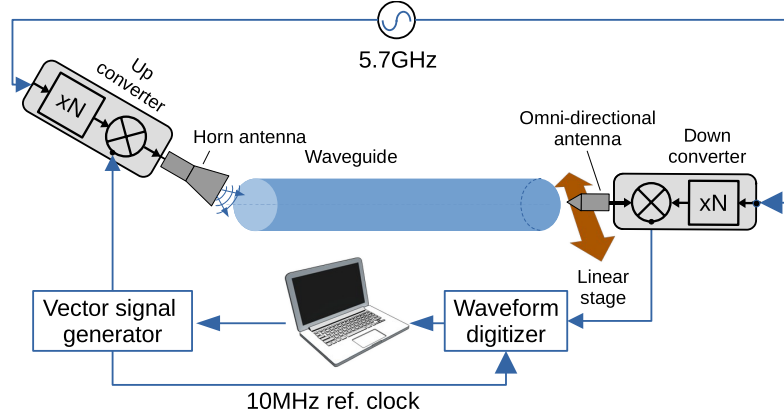 5.7GHz
Up
converter
xN
Horn antenna
Waveguide
Omni-directional
antenna
Down
converter
xN
Linear
stage
Vector signal
generator
Waveform
digitizer
10MHz ref. clock